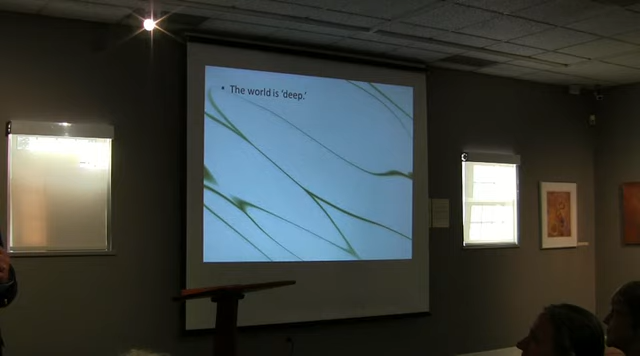 • The world is 'deep.'